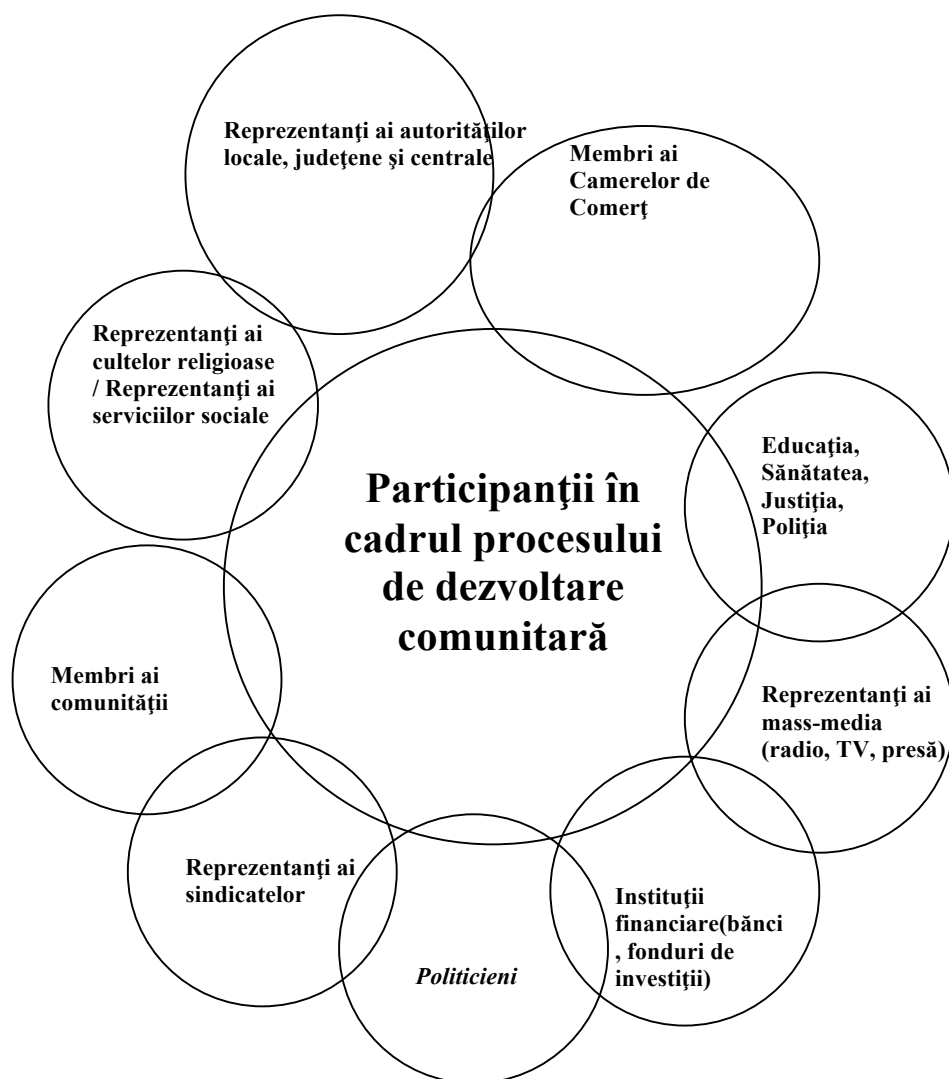 Reprezentanţi ai autorităţilor
locale, judeţene şi centrale
Membri ai
Camerelor de
Comerţ
Reprezentanţi ai
cultelor religioase
/ Reprezentanţi ai
serviciilor sociale
Educaţia,
Sănătatea,
Justiţia,
Poliţia
Participanţii în
cadrul procesului
de dezvoltare
comunitară
Membri ai
comunităţii
Reprezentanţi ai
mass-media
(radio, TV, presă)
Reprezentanţi ai
sindicatelor
Instituţii
financiare(bănci
, fonduri de
investiţii)
Politicieni